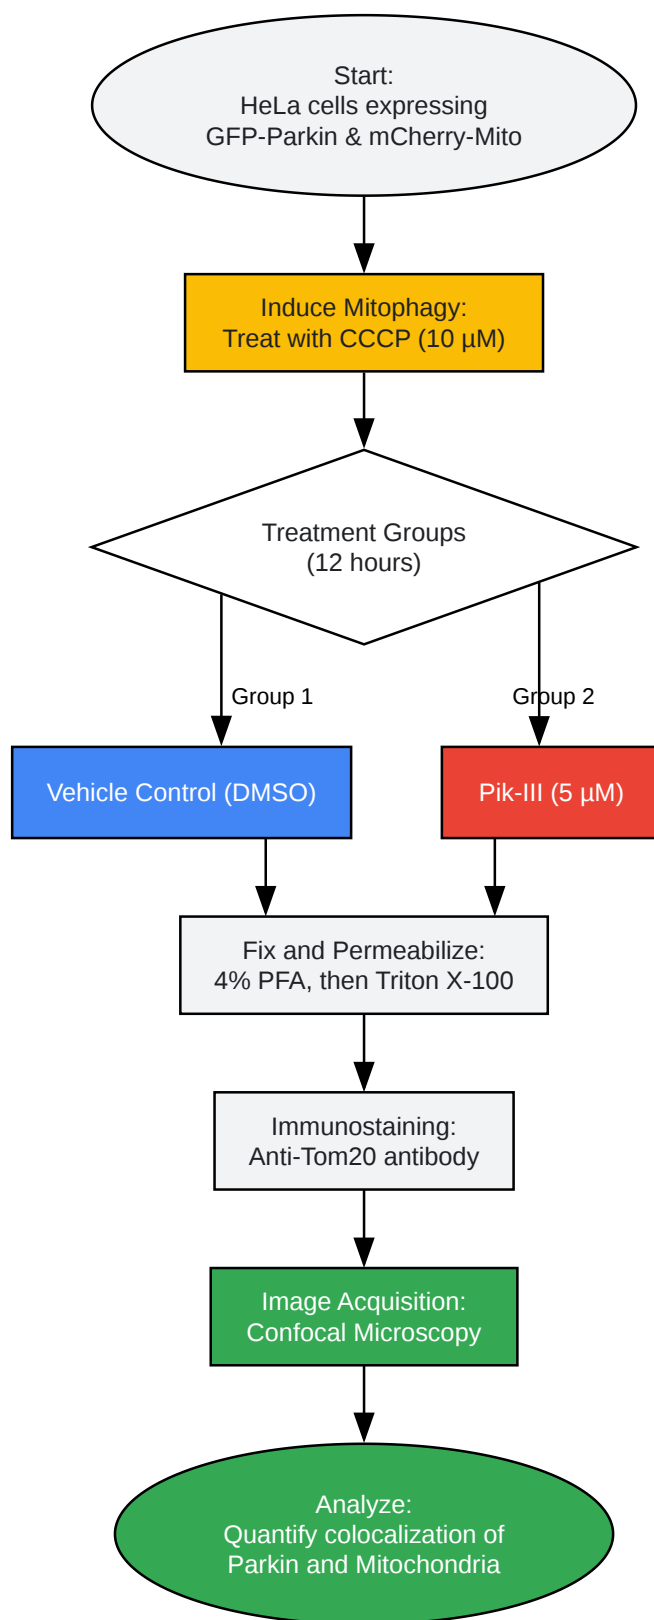 Start:
HeLa cells expressing
GFP-Parkin & mCherry-Mito
Induce Mitophagy:
Treat with CCCP (10 µM)
Treatment Groups
(12 hours)
Group 1
Group 2
Vehicle Control (DMSO)
Pik-III (5 µM)
Fix and Permeabilize:
4% PFA, then Triton X-100
Immunostaining:
Anti-Tom20 antibody
Image Acquisition:
Confocal Microscopy
Analyze:
Quantify colocalization of
Parkin and Mitochondria